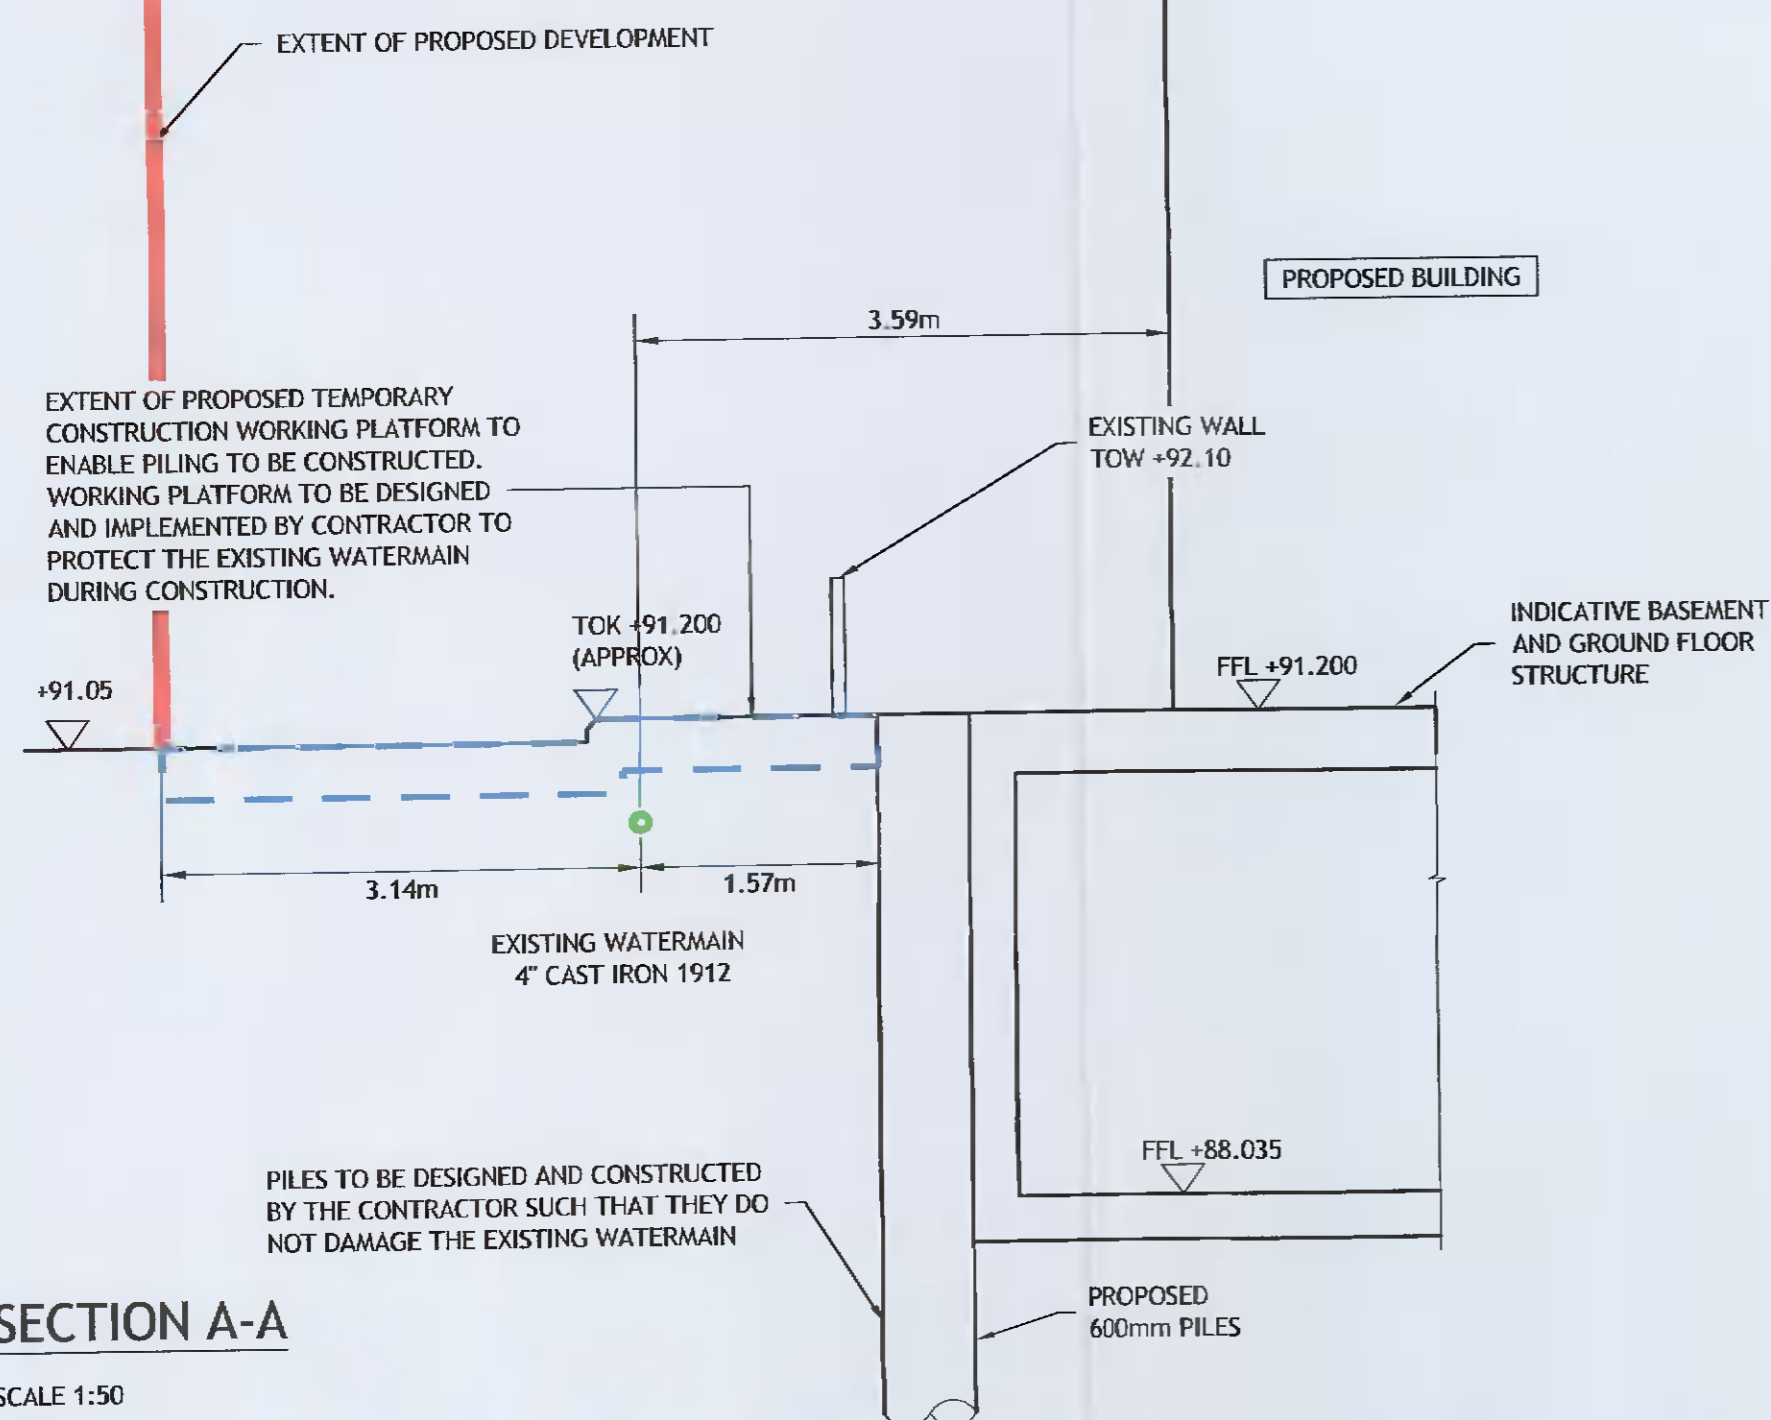 EXTENT OF PROPOSED DEVELOPMENT
PROPOSED BUILDING
3.59m
EXTENT OF PROPOSED TEMPORARY
CONSTRUCTION WORKING PLATFORM TO
ENABLE PILING TO BE CONSTRUCTED.
WORKING PLATFORM TO BE DESIGNED
AND IMPLEMENTED BY CONTRACTOR TO
PROTECT THE EXISTING WATERMAIN
DURING CONSTRUCTION.
EXISTING WALL
TOW +92.10
TOK +91.200
(APPROX)
INDICATIVE BASEMENT
AND GROUND FLOOR
STRUCTURE
FFL +91.200
+91.05
3.14m
1.57m
EXISTING WATERMAIN
4" CAST IRON 1912
FFL +88.035
PILES TO BE DESIGNED AND CONSTRUCTED
BY THE CONTRACTOR SUCH THAT THEY DO
NOT DAMAGE THE EXISTING WATERMAIN
PROPOSED
600mm PILES
SECTION A-A
SCALE 1:50